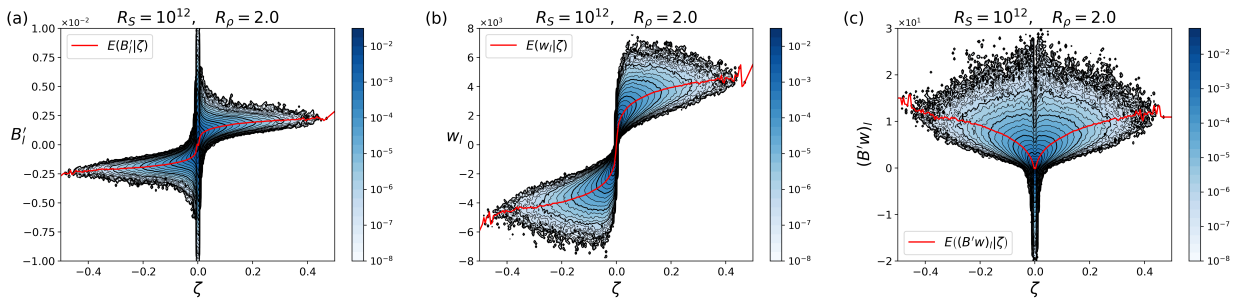 (a)
R_S = 10^12, R_ρ = 2.0
×10^−2
1.00
0.75
0.50
0.25
0.00
−0.25
−0.50
−0.75
−1.00
B′_l
E(B′_l|ζ)
−0.4 −0.2 0.0 0.2 0.4
ζ
10^−2
10^−3
10^−4
10^−5
10^−6
10^−7
10^−8
(b)
R_S = 10^12, R_ρ = 2.0
×10^3
8
6
4
2
0
−2
−4
−6
−8
w_l
E(w_l|ζ)
−0.4 −0.2 0.0 0.2 0.4
ζ
10^−2
10^−3
10^−4
10^−5
10^−6
10^−7
10^−8
(c)
R_S = 10^12, R_ρ = 2.0
×10^1
3
2
1
0
−1
−2
(B′w)_l
E((B′w)_l|ζ)
−0.4 −0.2 0.0 0.2 0.4
ζ
10^−2
10^−3
10^−4
10^−5
10^−6
10^−7
10^−8